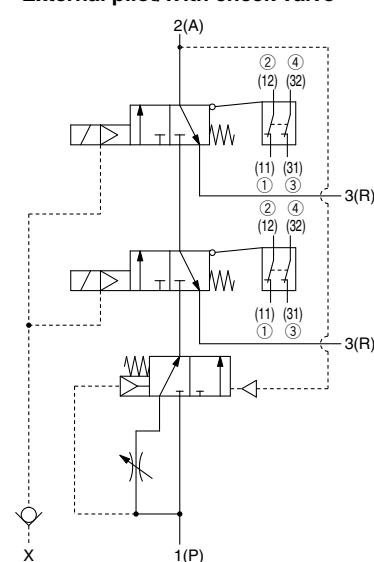 External pilot/With check valve
2(A)
② ④
(12) (32)
(11) (31)
① ③
3(R)
② ④
(12) (32)
(11) (31)
① ③
3(R)
X
1(P)